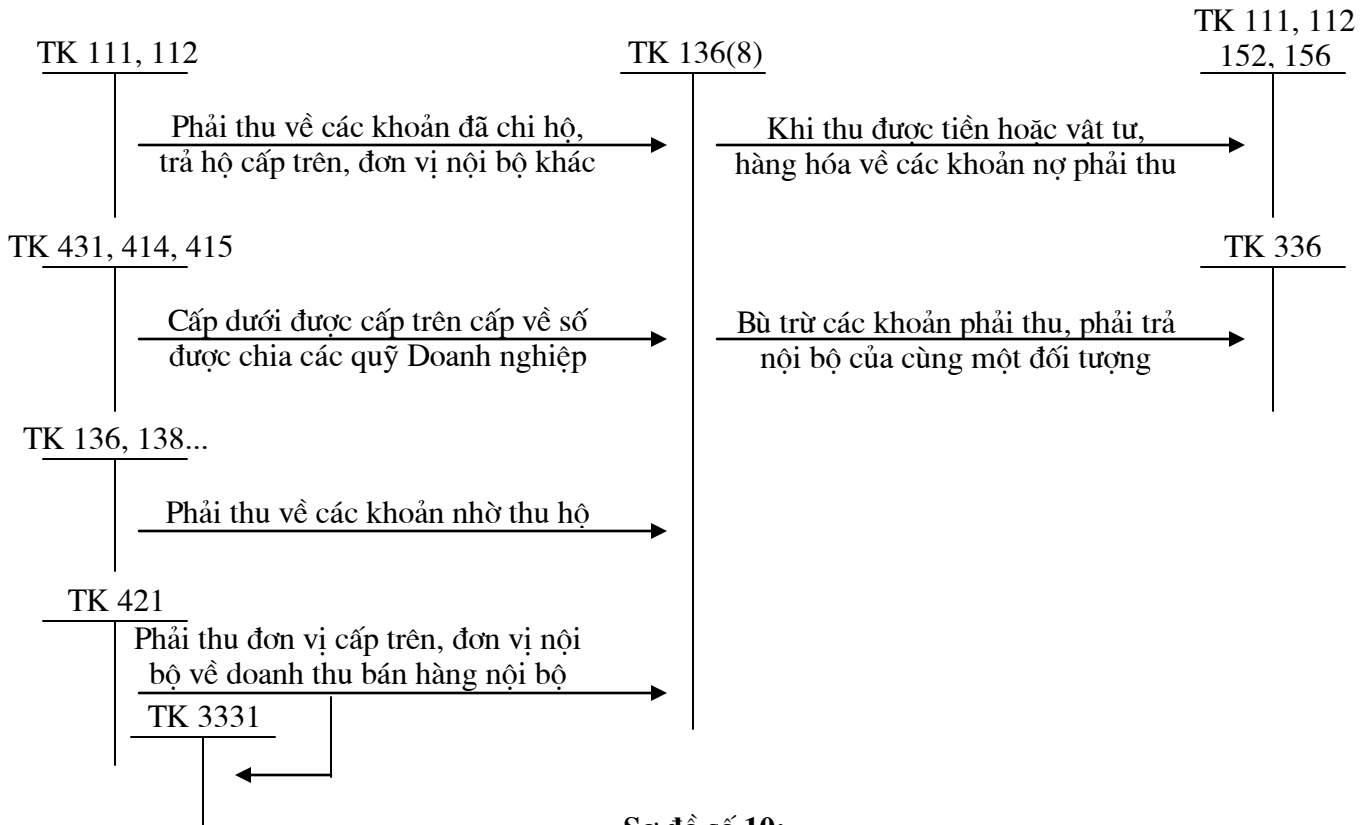 TK 111, 112
TK 111, 112
TK 136(8)
152, 156
Phải thu về các khoản đã chi hộ,
trả hộ cấp trên, đơn vị nội bộ khác
Khi thu được tiền hoặc vật tư,
hàng hóa về các khoản nợ phải thu
TK 431, 414, 415
TK 336
Cấp dưới được cấp trên cấp về số
được chia các quỹ Doanh nghiệp
Bù trừ các khoản phải thu, phải trả
nội bộ của cùng một đối tượng
TK 136, 138...
Phải thu về các khoản nhờ thu hộ
TK 421
Phải thu đơn vị cấp trên, đơn vị nội
bộ về doanh thu bán hàng nội bộ
TK 3331
Sơ đồ số 10: